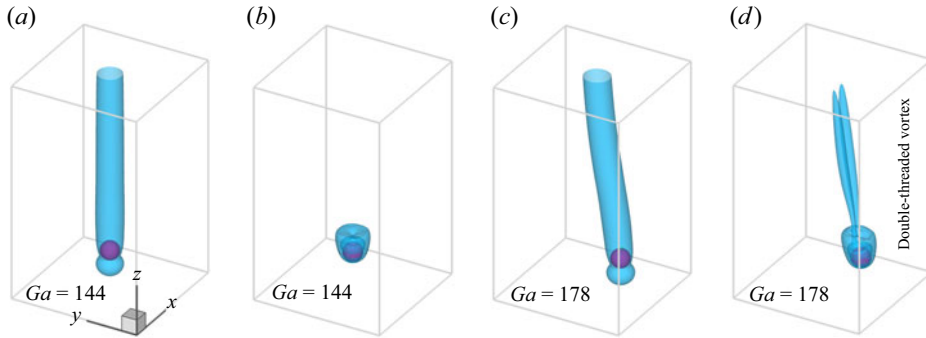 (a) (b) (c) (d)
Double-threaded vortex
Ga = 144 z x y Ga = 144 Ga = 178 Ga = 178